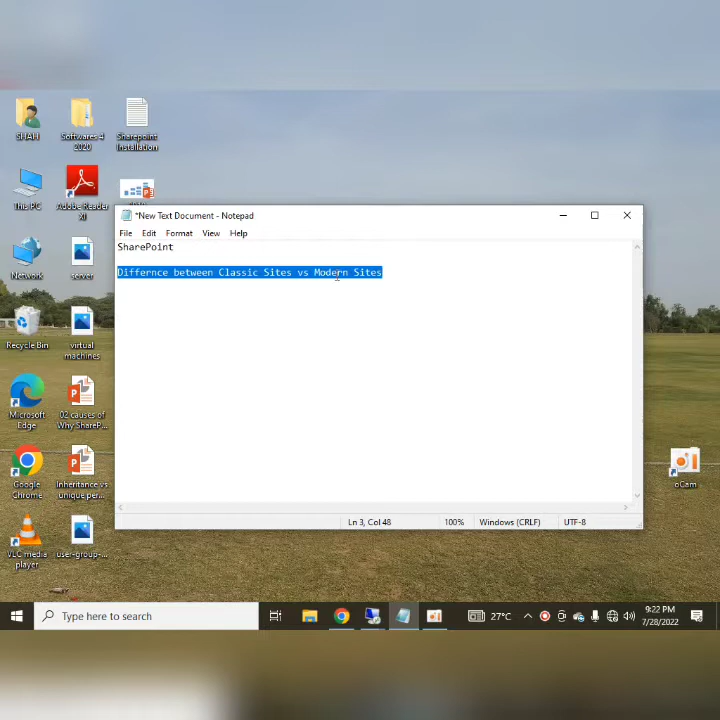 SHAH
Softwares 4
2020
Sharepoint
Installation
This PC
Adobe Reader
XI
*New Text Document - Notepad
File Edit Format View Help
SharePoint
Differnce between Classic Sites vs Modern Sites
Network
server
Recycle Bin
virtual
machines
Microsoft
Edge
02 causes of
Why ShareP...
Google
Chrome
Inheritance vs
unique per...
oCam
VLC media
player
user-group-...
Ln 3, Col 48
100%
Windows (CRLF)
UTF-8
Type here to search
27°C
9:22 PM
7/28/2022